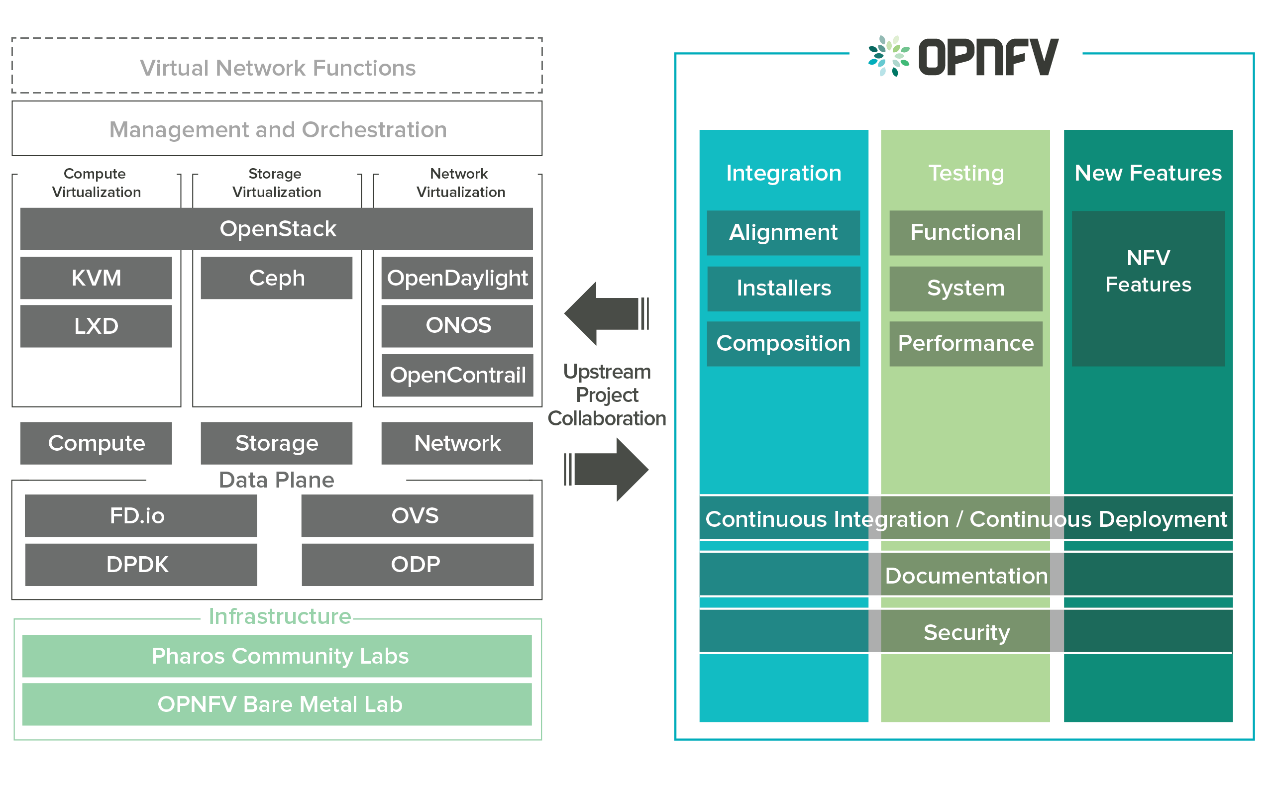 Virtual Network Functions
Management and Orchestration
Compute
Virtualization
Storage
Virtualization
Network
Virtualization
OpenStack
KVM
Ceph
OpenDaylight
LXD
ONOS
OpenContrail
Compute
Storage
Network
Data Plane
FD.io
OVS
DPDK
ODP
Infrastructure
Pharos Community Labs
OPNFV Bare Metal Lab
Upstream
Project
Collaboration
OPNFV
Integration
Testing
New Features
Alignment
Functional
NFV
Features
Installers
System
Composition
Performance
Continuous Integration / Continuous Deployment
Documentation
Security